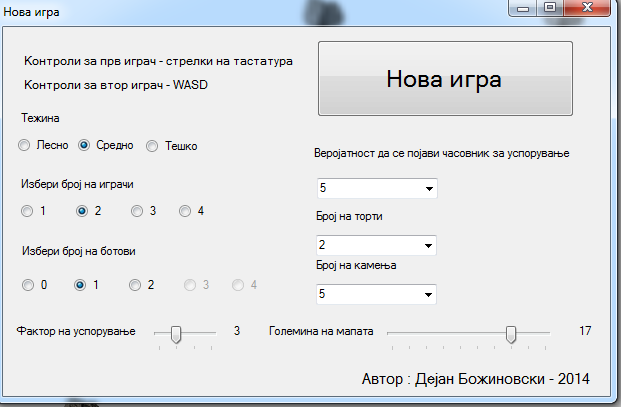 Нова игра
Контроли за прв играч - стрелки на тастатура
Контроли за втор играч - WASD
Нова игра
Тежина
Лесно Средно Тешко
Веројатност да се појави часовник за успорување
5
Избери број на играчи
1 2 3 4
Број на торти
2
Избери број на ботови
0 1 2 3 4
Број на камења
5
Фактор на успорување 3
Големина на мапата 17
Автор : Дејан Божиновски - 2014